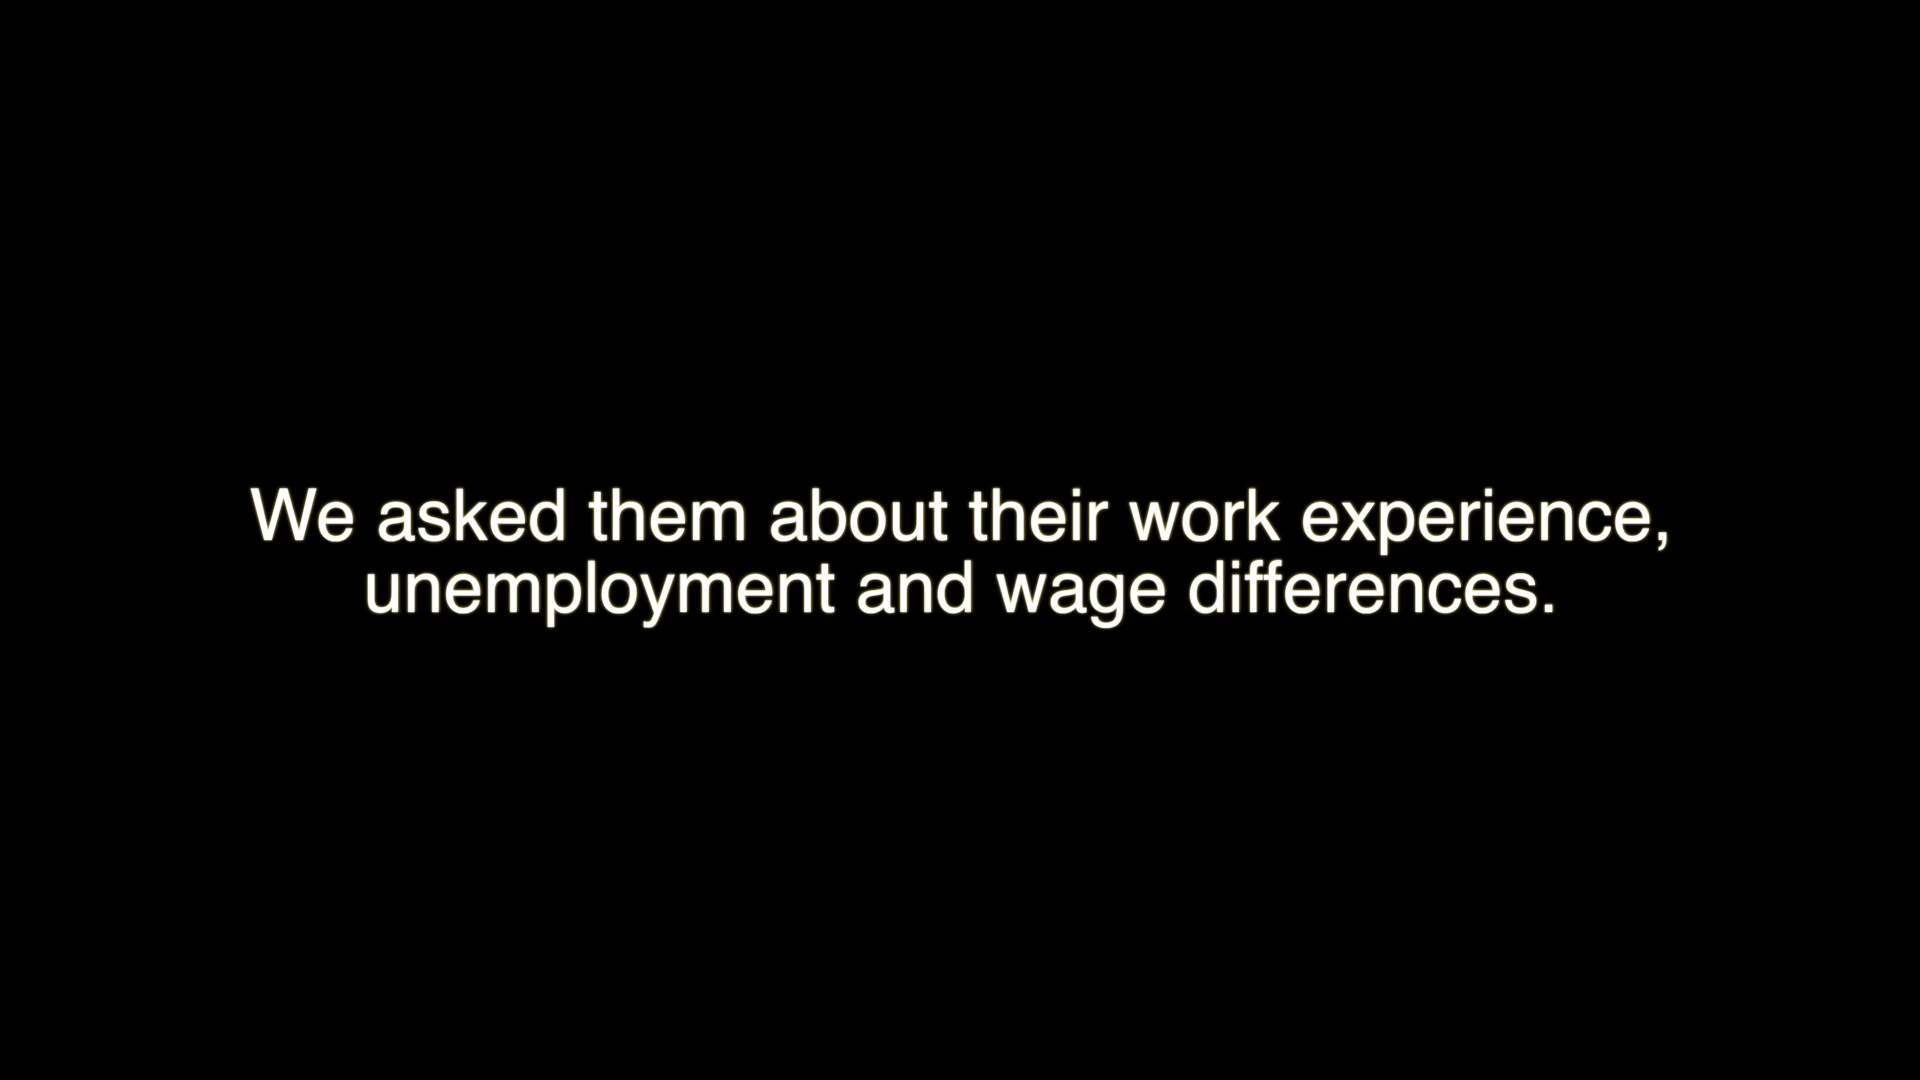 We asked them about their work experience,
unemployment and wage differences.